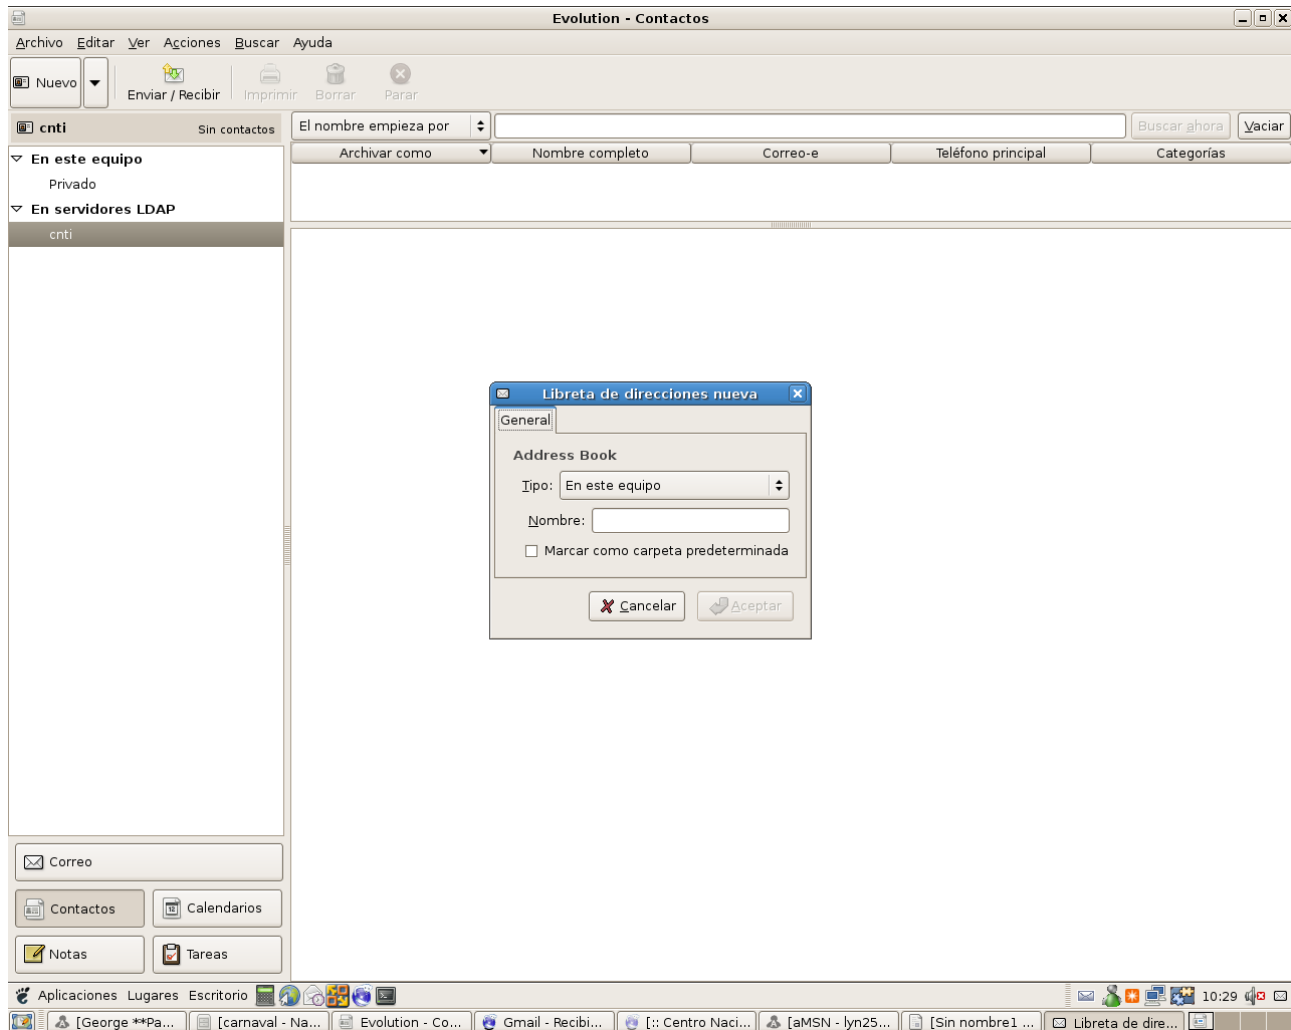 Evolution - Contactos
Archivo Editar Ver Acciones Buscar Ayuda
Nuevo Enviar / Recibir Imprimir Borrar Parar
cnti Sin contactos El nombre empieza por Buscar ahora Vaciar
Archivar como Nombre completo Correo-e Teléfono principal Categorías
En este equipo
Privado
En servidores LDAP
cnti
Libreta de direcciones nueva
General
Address Book
Tipo: En este equipo
Nombre:
Marcar como carpeta predeterminada
Cancelar Aceptar
Correo
Contactos Calendarios
12
Notas Tareas
Aplicaciones Lugares Escritorio 10:29
[George **Pa... [carnaval - Na... Evolution - Co... Gmail - Recibi... [:: Centro Naci... [aMSN - lyn25... [Sin nombre1 ... Libreta de dire...